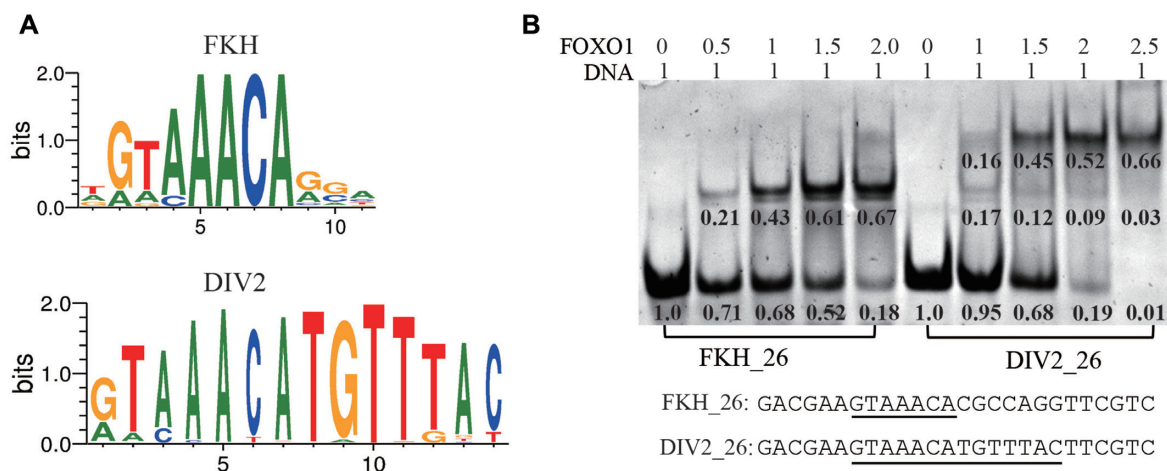 A
FKH
2.0
bits
1.0
0.0
5
10
DIV2
2.0
bits
1.0
0.0
5
10
B
FOXO1 0 0.5 1 1.5 2.0 0 1 1.5 2 2.5
DNA 1 1 1 1 1 1 1 1 1 1
0.16 0.45 0.52 0.66
0.21 0.43 0.61 0.67 0.17 0.12 0.09 0.03
1.0 0.71 0.68 0.52 0.18 1.0 0.95 0.68 0.19 0.01
FKH_26 DIV2_26
FKH_26: GACGAAGTAAACACGCCAGGTTCGTC
DIV2_26: GACGAAGTAAACATGTTTACTTCGTC